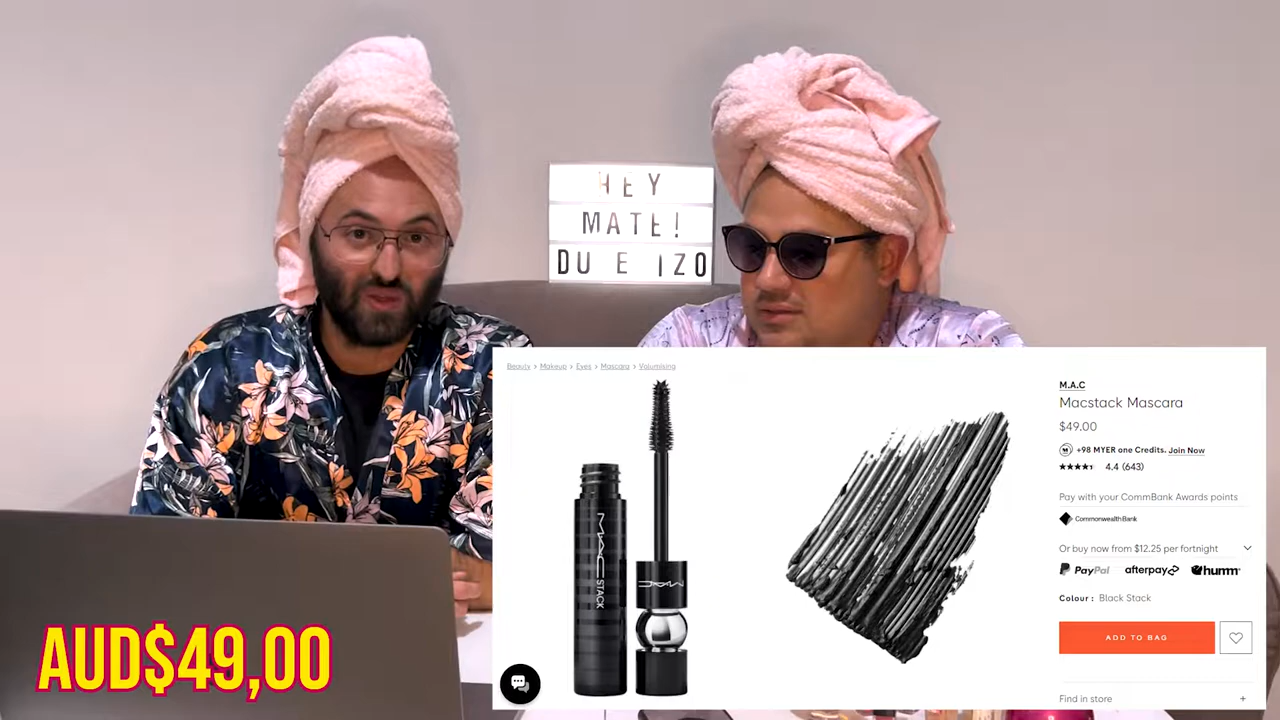 HEY
MATE!
DU E IZO
Beauty > Makeup > Eyes > Mascara > Volumising
M.A.C
Macstack Mascara
$49.00
+98 MYER one Credits. Join Now
4.4 (643)
Pay with your CommBank Awards points
CommonwealthBank
Or buy now from $12.25 per fortnight
PayPal afterpay humm
Colour : Black Stack
ADD TO BAG
Find in store +
MAC STACK
MAC
AUD$49,00